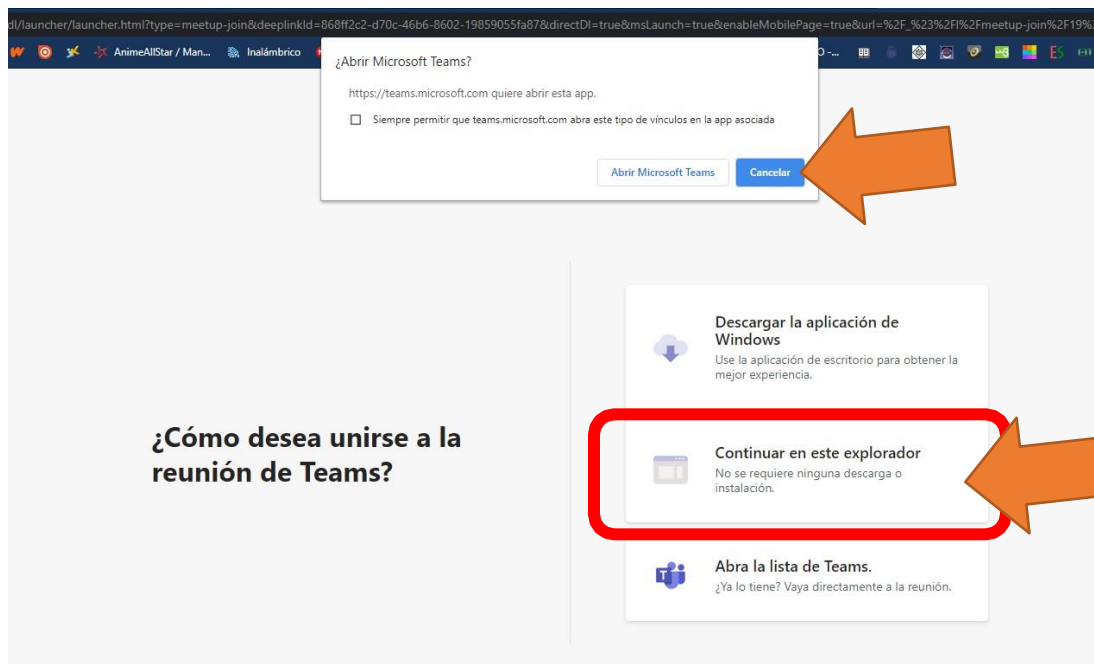 dl/launcher/launcher.html?type=meetup-join&deeplinkId=868ff2c2-d70c-46b6-8602-19859055fa87&directDl=true&msLaunch=true&enableMobilePage=true&url=%2F_%23%2Fl%2Fmeetup-join%2F19%
AnimeAllStar / Man... Inalámbrico
¿Abrir Microsoft Teams?
https://teams.microsoft.com quiere abrir esta app.
Siempre permitir que teams.microsoft.com abra este tipo de vínculos en la app asociada
Abrir Microsoft Teams Cancelar
¿Cómo desea unirse a la
reunión de Teams?
Descargar la aplicación de
Windows
Use la aplicación de escritorio para obtener la
mejor experiencia.
Continuar en este explorador
No se requiere ninguna descarga o
instalación.
Abra la lista de Teams.
¿Ya lo tiene? Vaya directamente a la reunión.